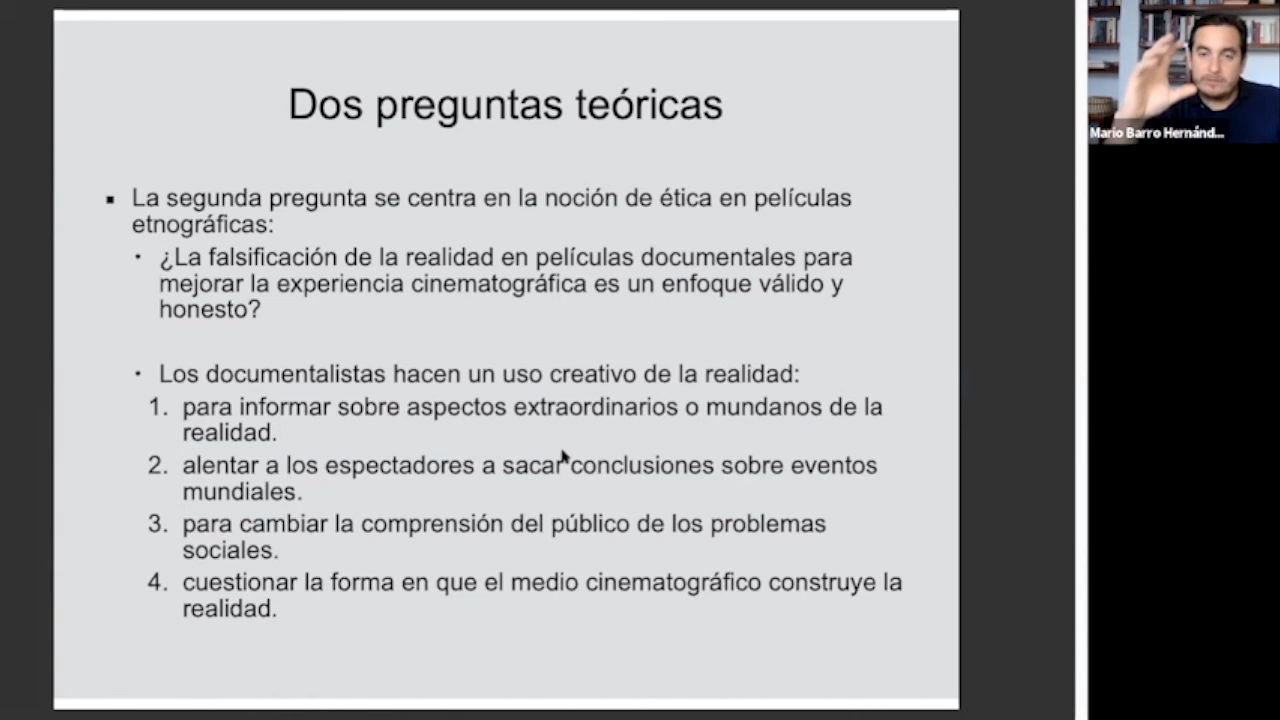 Dos preguntas teóricas
▪ La segunda pregunta se centra en la noción de ética en películas
etnográficas:
• ¿La falsificación de la realidad en películas documentales para
mejorar la experiencia cinematográfica es un enfoque válido y
honesto?
• Los documentalistas hacen un uso creativo de la realidad:
1. para informar sobre aspectos extraordinarios o mundanos de la
realidad.
2. alentar a los espectadores a sacar conclusiones sobre eventos
mundiales.
3. para cambiar la comprensión del público de los problemas
sociales.
4. cuestionar la forma en que el medio cinematográfico construye la
realidad.
Mario Barro Hernánd...